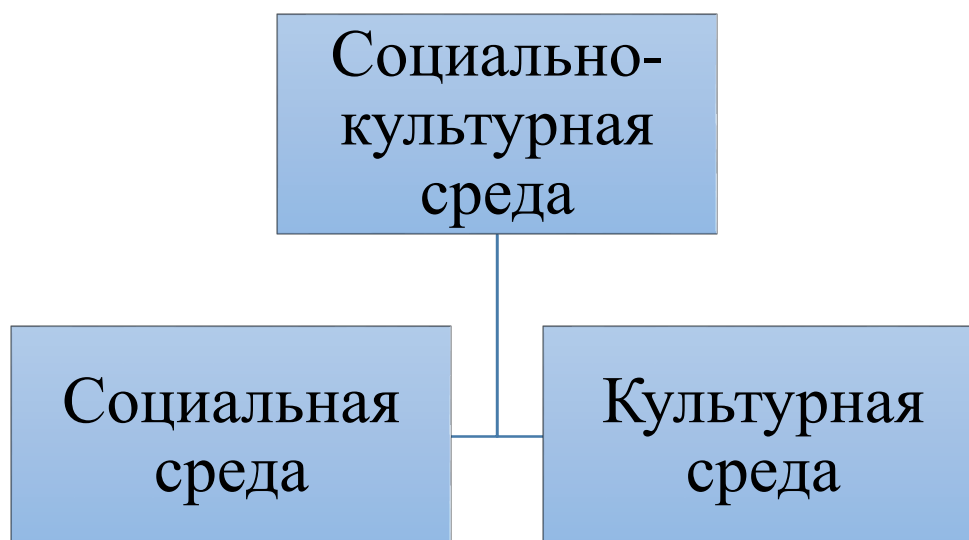 Социально-
культурная
среда
Социальная
среда
Культурная
среда